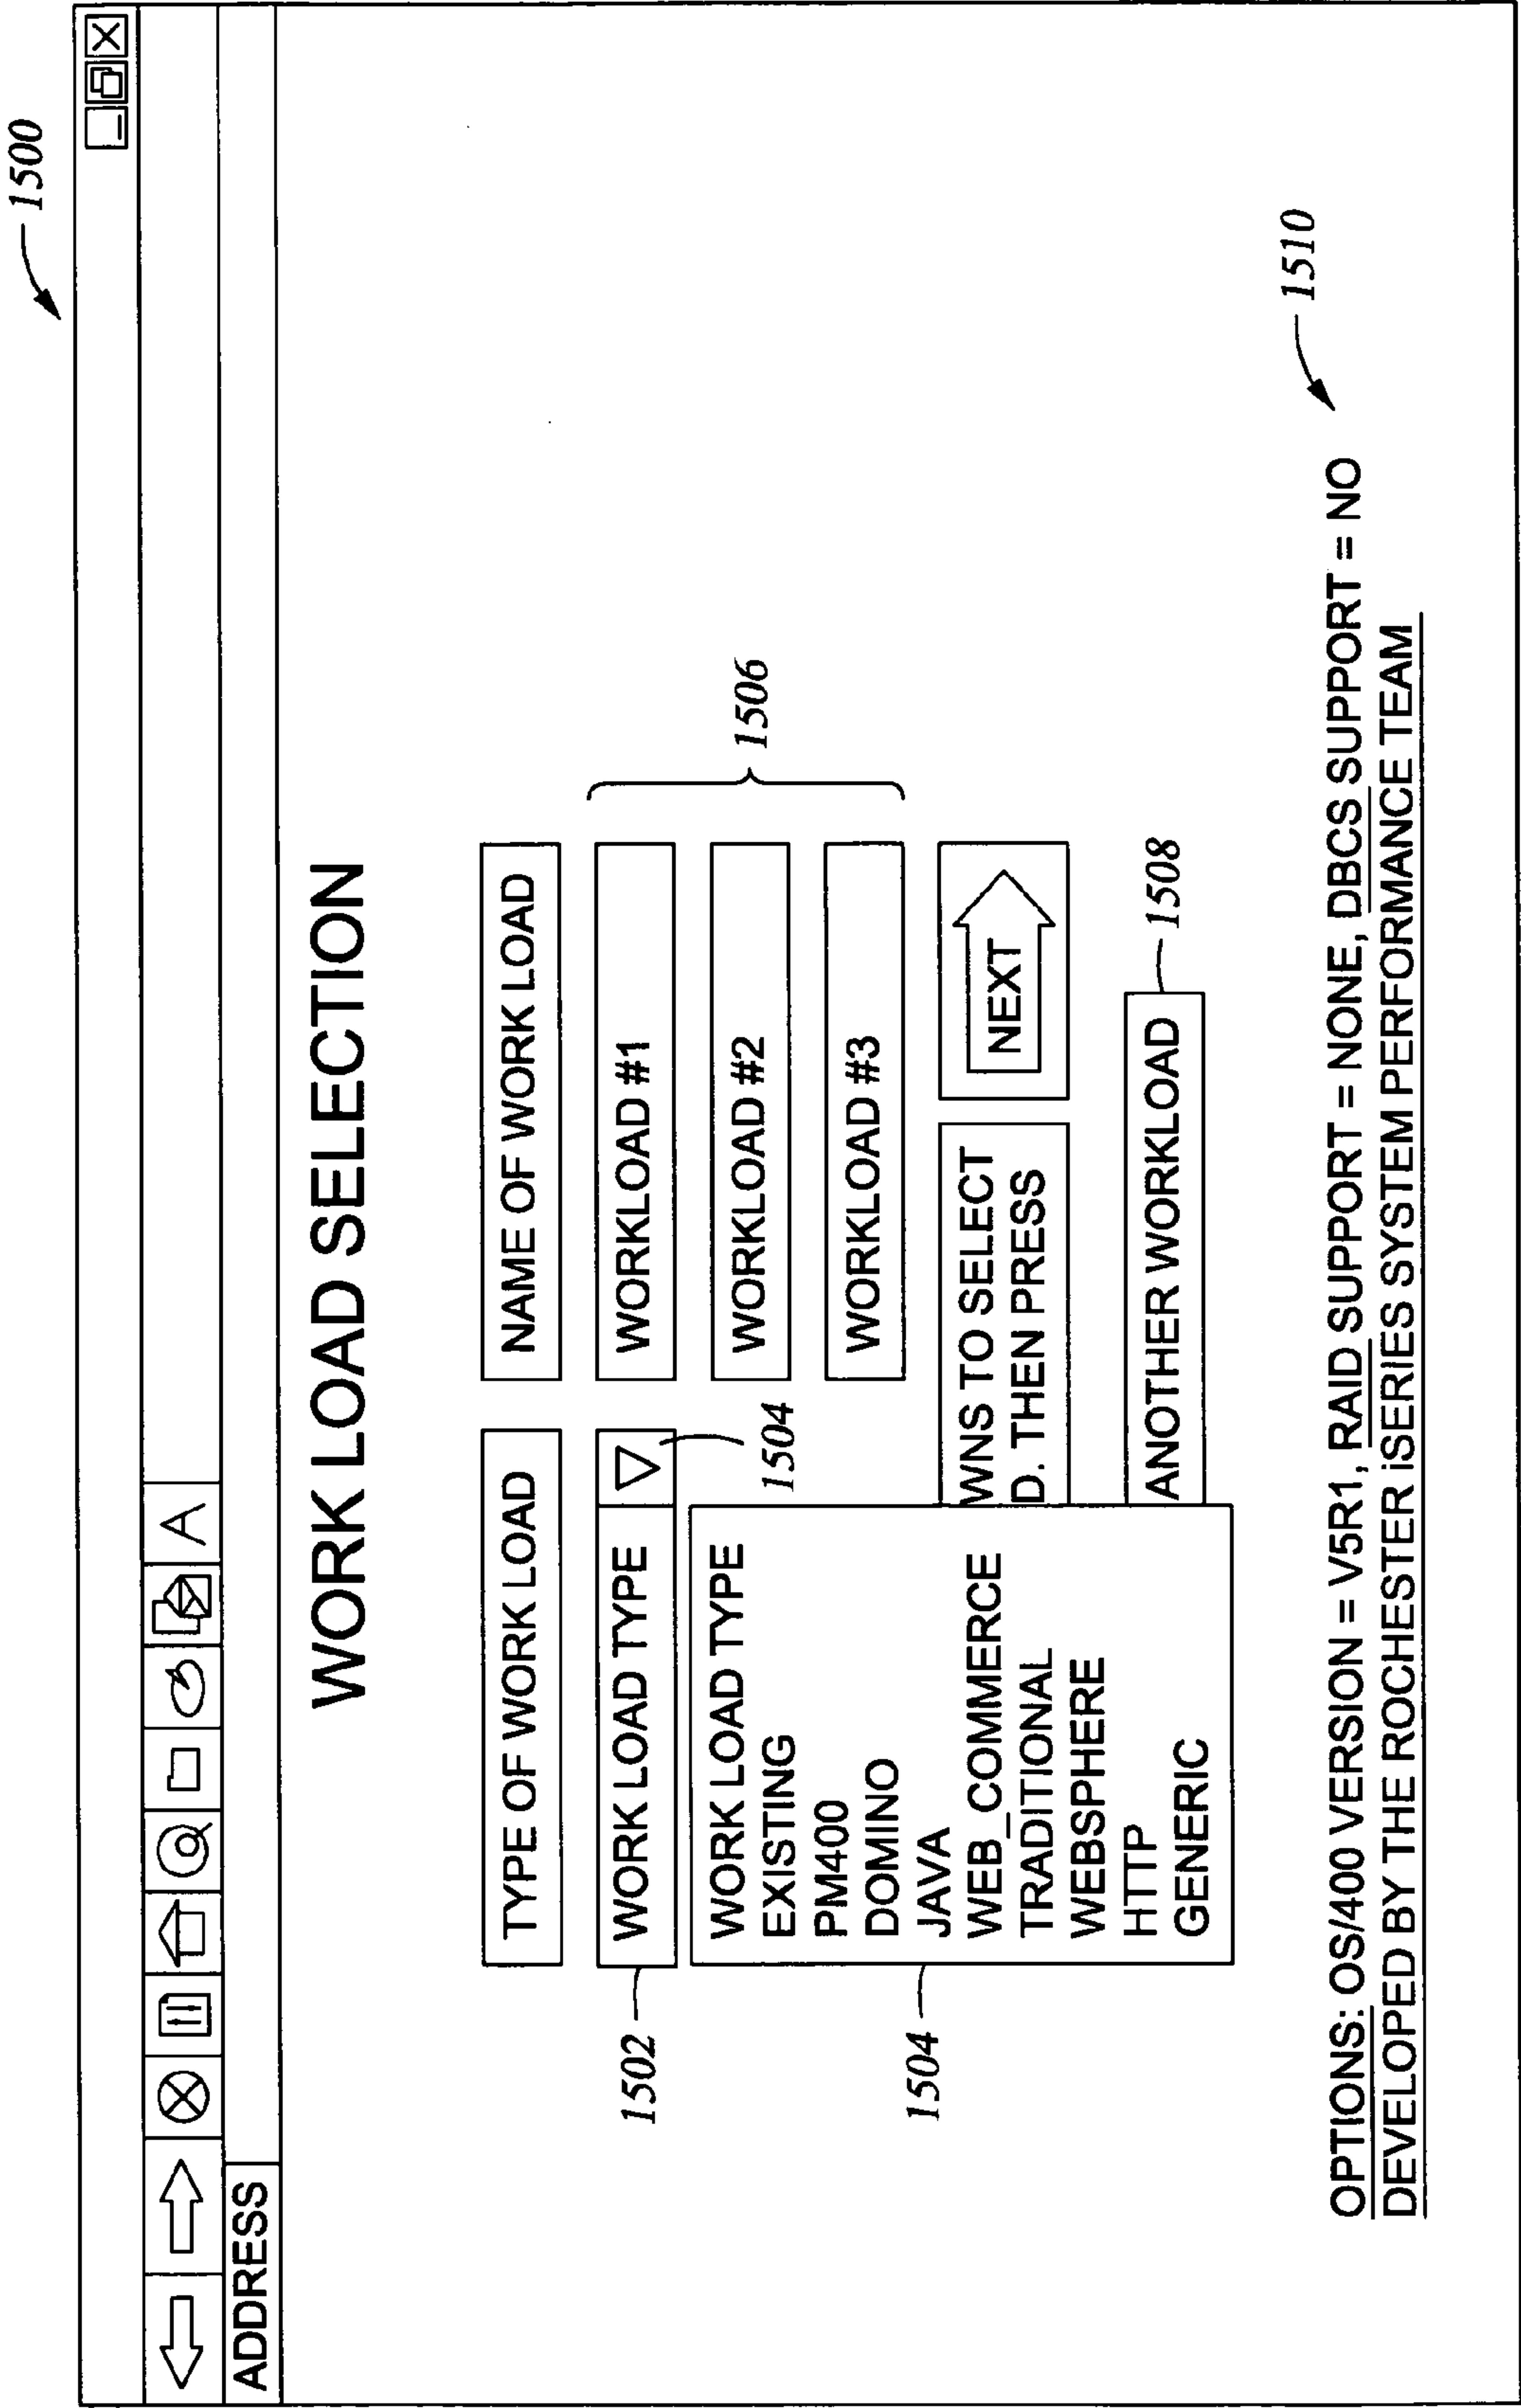 1500
ADDRESS
WORK LOAD SELECTION
TYPE OF WORK LOAD
NAME OF WORK LOAD
1502
WORK LOAD TYPE
1504
WORKLOAD #1
WORKLOAD #2
WORKLOAD #3
1506
1504
WORK LOAD TYPE
EXISTING
PM400
DOMINO
JAVA
WEB_COMMERCE
TRADITIONAL
WEBSPHERE
HTTP
GENERIC
WNS TO SELECT
D. THEN PRESS
NEXT
ANOTHER WORKLOAD
1508
1510
OPTIONS: OS/400 VERSION = V5R1, RAID SUPPORT = NONE, DBCS SUPPORT = NO
DEVELOPED BY THE ROCHESTER iSERIES SYSTEM PERFORMANCE TEAM